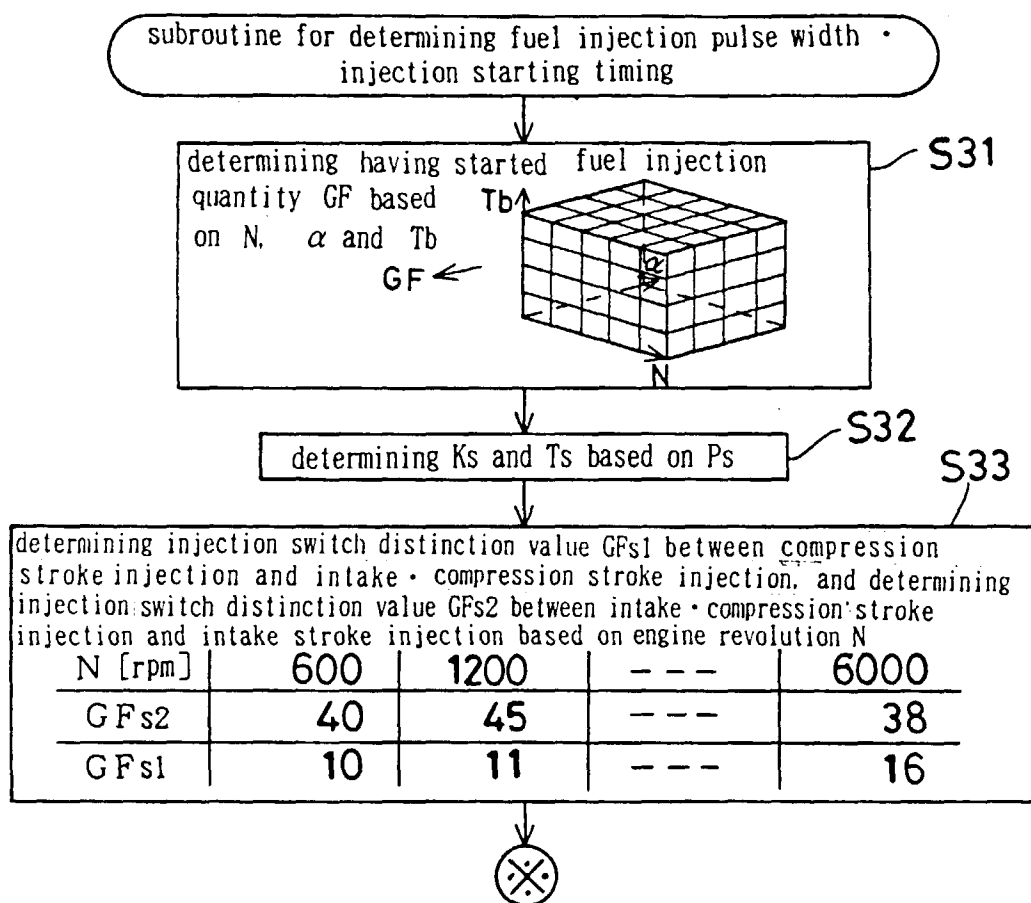 subroutine for determining fuel injection pulse width ·
injection starting timing
S31
determining having started fuel injection
quantity GF based
on N, α and Tb
Tb
GF
α
N
S32
determining Ks and Ts based on Ps
S33
determining injection switch distinction value GFs1 between compression
stroke injection and intake · compression stroke injection, and determining
injection switch distinction value GFs2 between intake · compression stroke
injection and intake stroke injection based on engine revolution N
N [rpm] 600 1200 --- 6000
GFs2 40 45 --- 38
GFs1 10 11 --- 16
※